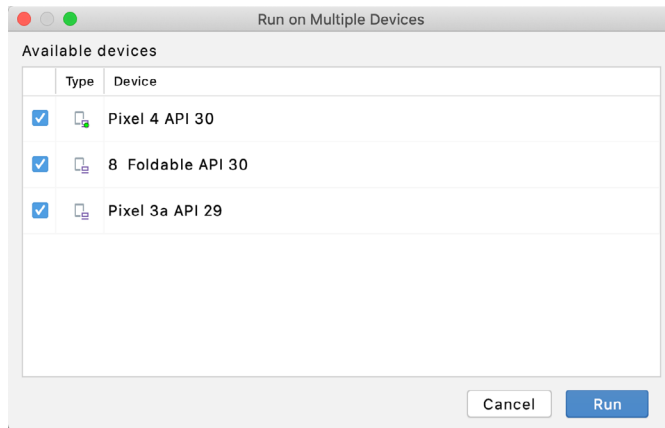 Run on Multiple Devices
Available devices
Type Device
Pixel 4 API 30
8  Foldable API 30
Pixel 3a API 29
Cancel Run